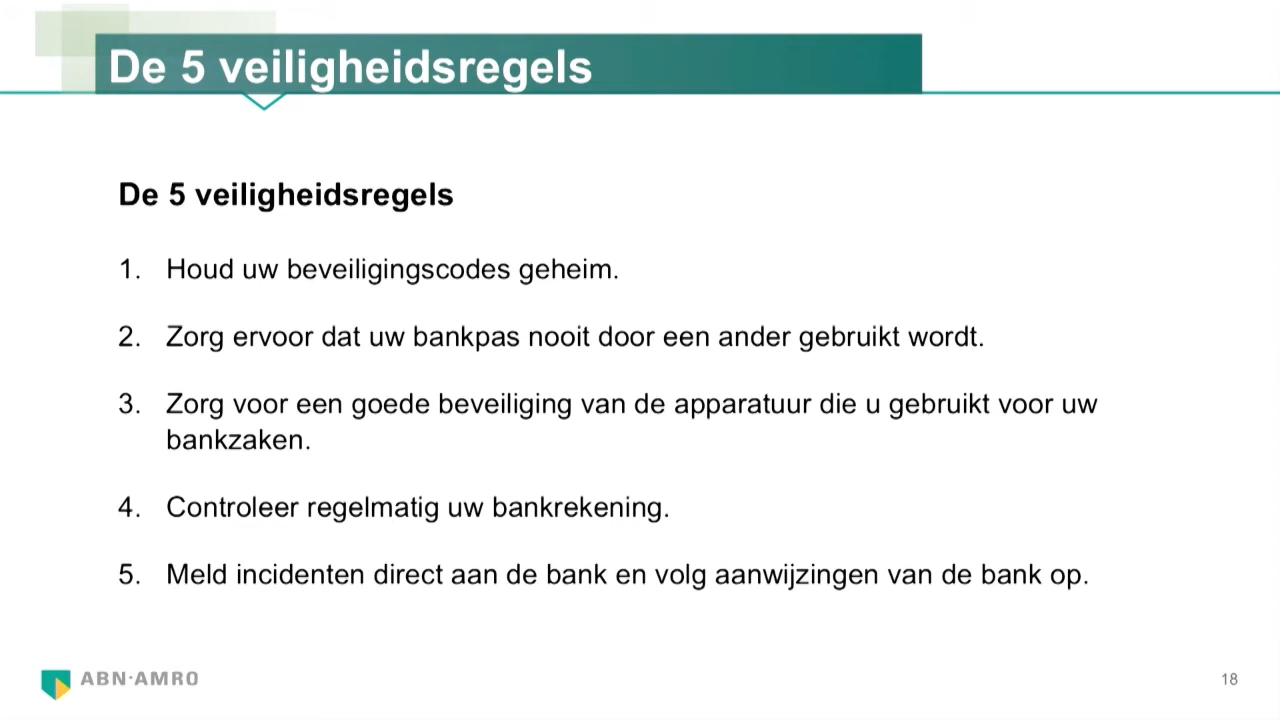 De 5 veiligheidsregels
De 5 veiligheidsregels
1. Houd uw beveiligingscodes geheim.
2. Zorg ervoor dat uw bankpas nooit door een ander gebruikt wordt.
3. Zorg voor een goede beveiliging van de apparatuur die u gebruikt voor uw
bankzaken.
4. Controleer regelmatig uw bankrekening.
5. Meld incidenten direct aan de bank en volg aanwijzingen van de bank op.
ABN·AMRO
18